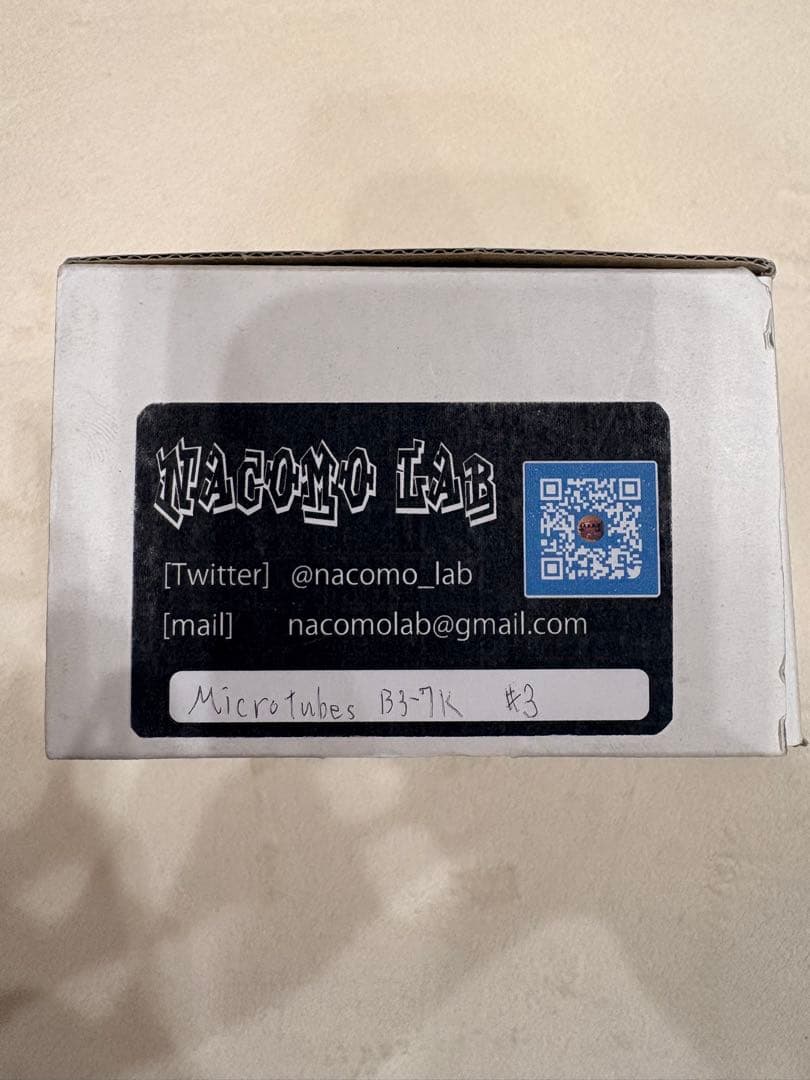 NACOMO LAB
[Twitter] @nacomo_lab
[mail] nacomolab@gmail.com
Microtubes B3-7K #3